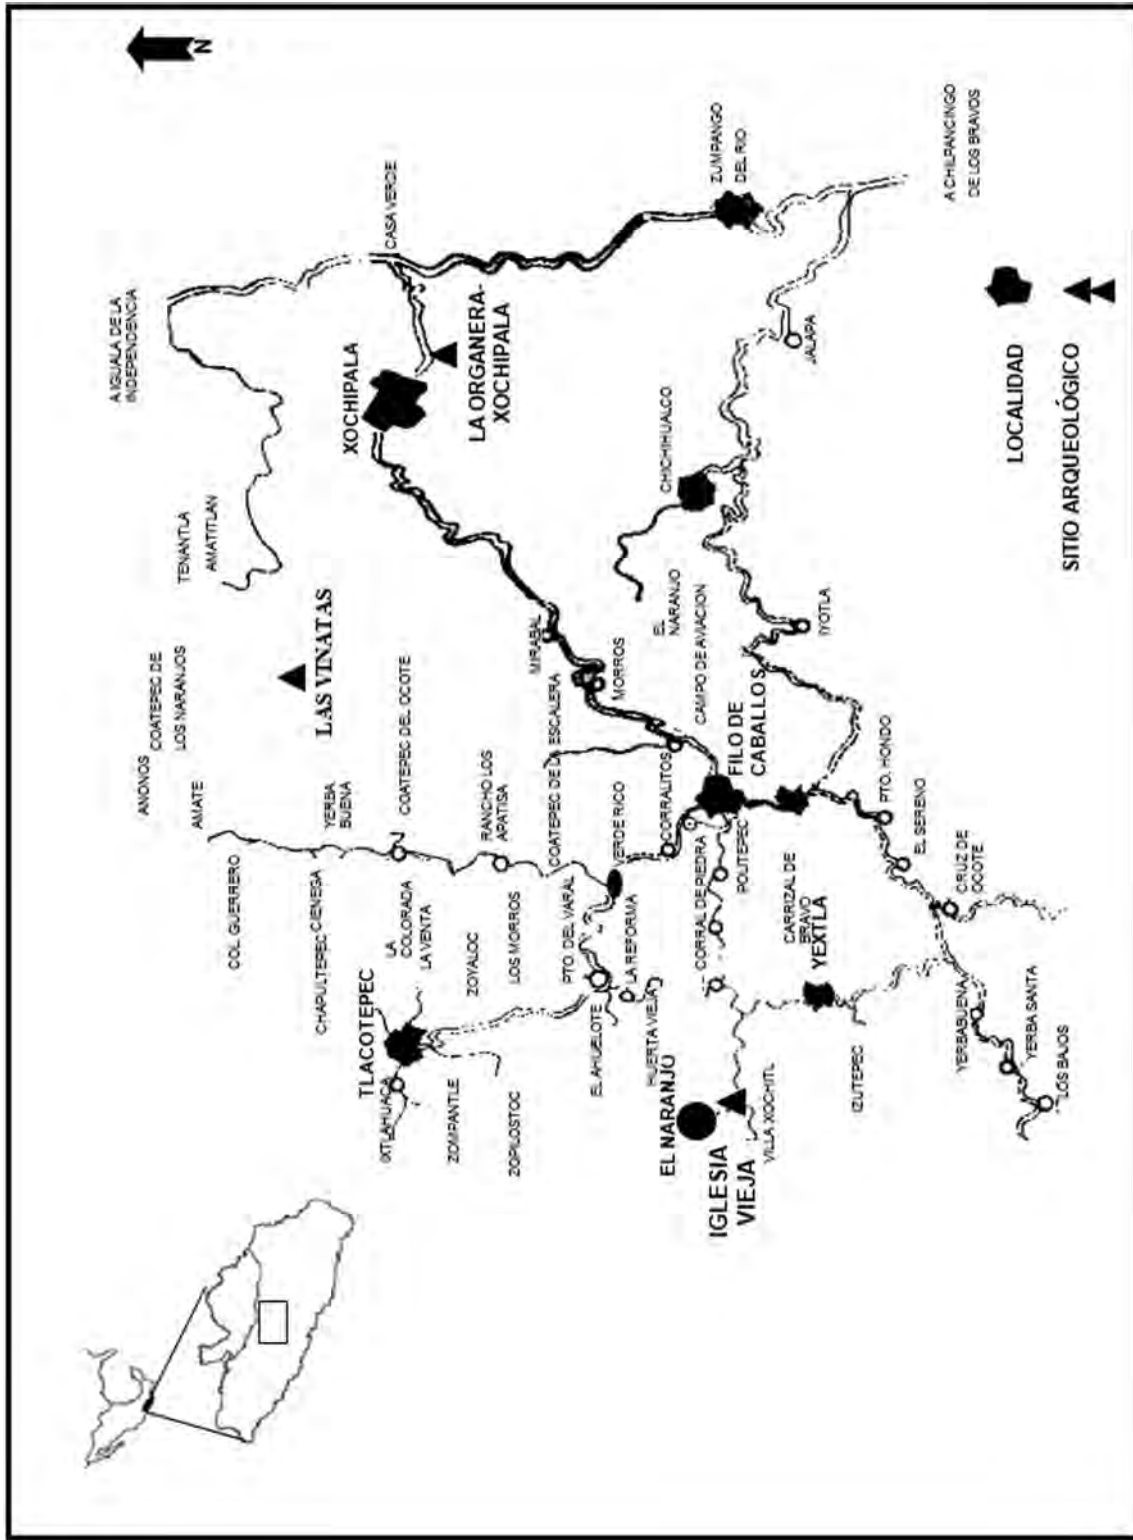 N
A IGUALA DE LA
INDEPENDENCIA
CASA VERDE
ZUMPANGO
DEL RIO
A CHILPANCINGO
DE LOS BRAVOS
XOCHIPALA
LA ORGANERA-
XOCHIPALA
JALAPA
LOCALIDAD
SITIO ARQUEOLÓGICO
TENANTLA
AMATITLAN
CHICHIHUALCO
EL
NARANJO
MIRABAL
MORROS
CAMPO DE AVIACION
IYOTLA
ANONOS
COATEPEC DE
LOS NARANJOS
AMATE
LAS VINATAS
YERBA
BUENA
COATEPEC DEL OCOTE
RANCHO LOS
APATISA
COATEPEC DE LA ESCALERA
VERDE RICO
CORRALITOS
FILO DE
CABALLOS
PTO. HONDO
EL SERENO
CRUZ DE
OCOTE
COL. GUERRERO
CHAPULTEPEC
CIENEGA
LA
COLORADA
LA VENTA
ZOYALOC
LOS MORROS
PTO. DEL VARAL
LA REFORMA
CORRAL DE PIEDRA
POLITEPEC
CARRIZAL DE
BRAVO
YEXTLA
TLACOTEPEC
IXTLAHUACA
ZOMPANTLE
ZOPILOSTOC
EL AHUELOTE
HUERTA VIEJA
EL NARANJO
IGLESIA
VIEJA
VILLA XOCHITL
IZUTEPEC
YERBABUENA
YERBA SANTA
LOS BAJOS